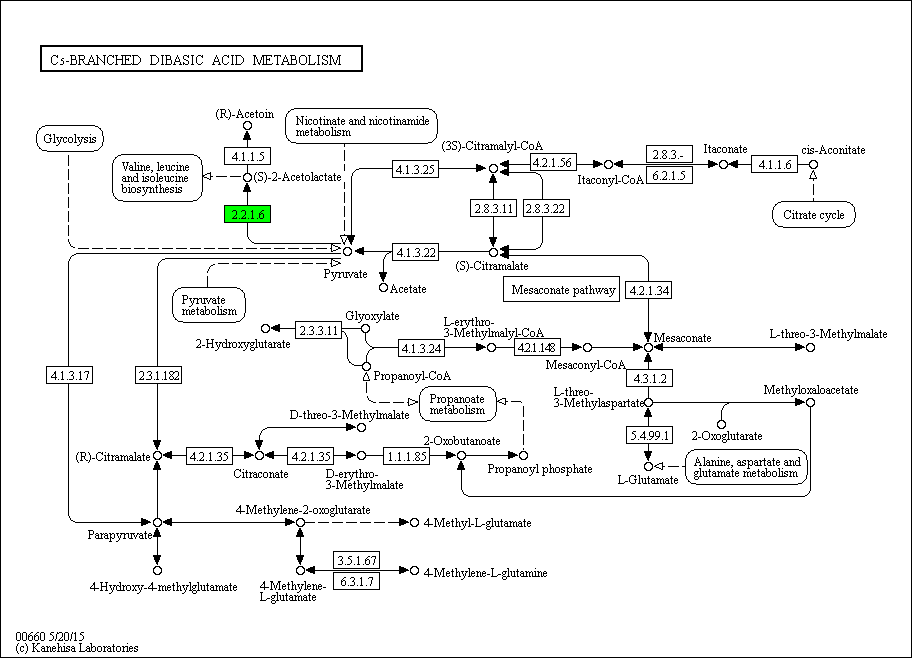 C5-BRANCHED DIBASIC ACID METABOLISM
(R)-Acetoin
Nicotinate and nicotinamide
metabolism
Glycolysis
4.1.1.5
(3S)-Citramalyl-CoA
Itaconate
cis-Aconitate
2.8.3.-
4.2.1.56
4.1.1.6
Valine, leucine
and isoleucine
biosynthesis
(S)-2-Acetolactate
4.1.3.25
Itaconyl-CoA
6.2.1.5
2.2.1.6
2.8.3.11
2.8.3.22
Citrate cycle
4.1.3.22
Pyruvate
(S)-Citramalate
Acetate
Mesaconate pathway
4.2.1.34
Pyruvate
metabolism
Glyoxylate
L-erythro-
3-Methylmalyl-CoA
2.3.3.11
2-Hydroxyglutarate
4.1.3.24
4.2.1.148
Mesaconate
L-threo-3-Methylmalate
Mesaconyl-CoA
4.1.3.17
2.3.1.182
Propanoyl-CoA
4.3.1.2
L-threo-
3-Methylaspartate
Methyloxaloacetate
Propanoate
metabolism
D-threo-3-Methylmalate
5.4.99.1
2-Oxoglutarate
2-Oxobutanoate
(R)-Citramalate
4.2.1.35
4.2.1.35
1.1.1.85
Citraconate
D-erythro-
3-Methylmalate
Propanoyl phosphate
L-Glutamate
Alanine, aspartate and
glutamate metabolism
4-Methylene-2-oxoglutarate
Parapyruvate
4-Methyl-L-glutamate
3.5.1.67
4-Hydroxy-4-methylglutamate
4-Methylene-
L-glutamate
6.3.1.7
4-Methylene-L-glutamine
00660 5/20/15
(c) Kanehisa Laboratories